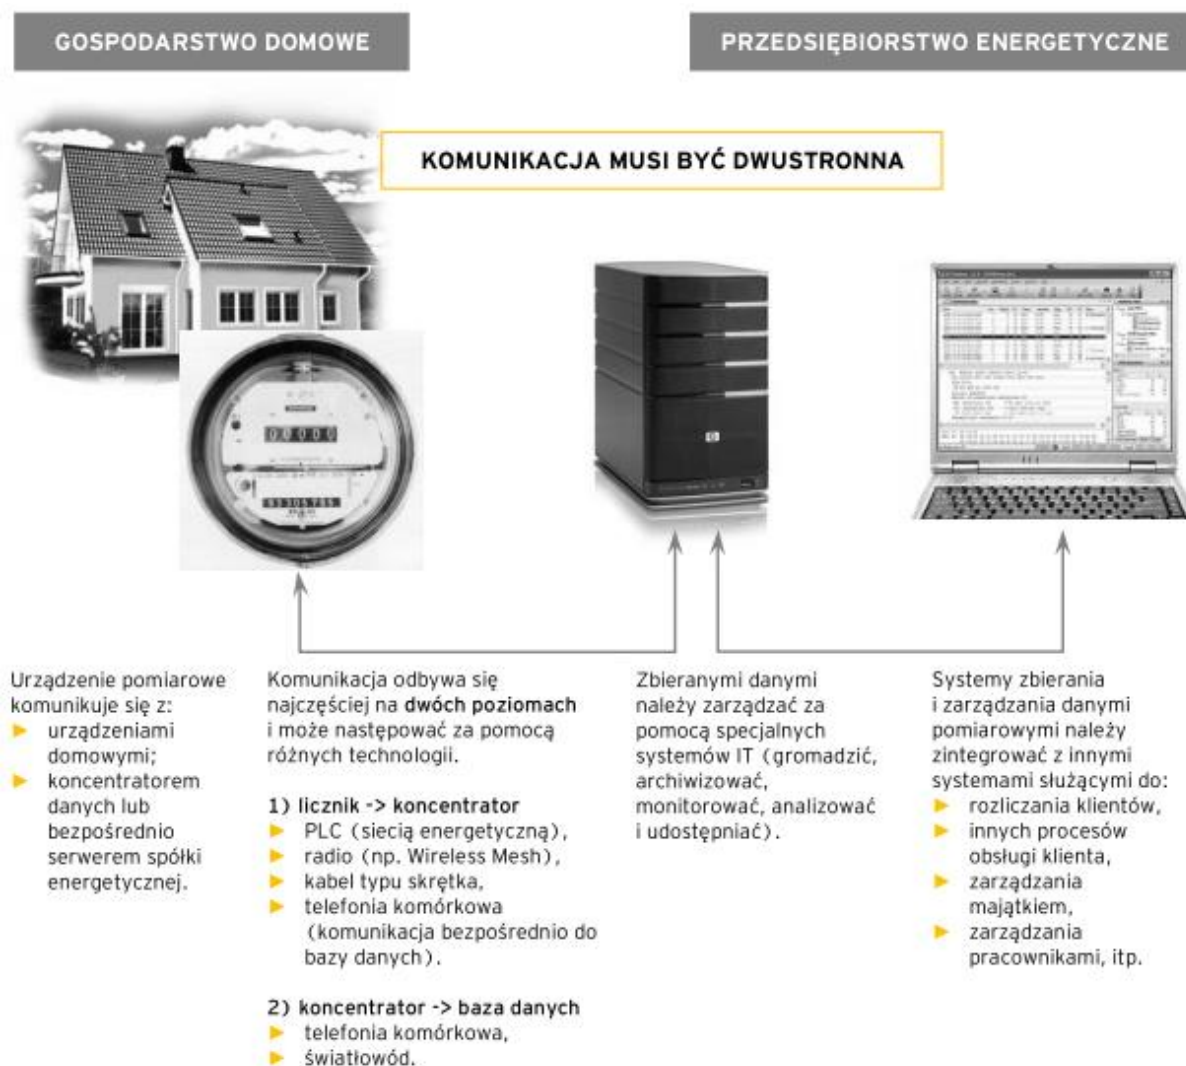 GOSPODARSTWO DOMOWE
PRZEDSIĘBIORSTWO ENERGETYCZNE
KOMUNIKACJA MUSI BYĆ DWUSTRONNA
00000
Urządzenie pomiarowe
komunikuje się z:
► urządzeniami
domowymi;
► koncentratorem
danych lub
bezpośrednio
serwerem spółki
energetycznej.
Komunikacja odbywa się
najczęściej na dwóch poziomach
i może następować za pomocą
różnych technologii.
1) licznik -> koncentrator
► PLC (siecią energetyczną),
► radio (np. Wireless Mesh),
► kabel typu skrętka,
► telefonia komórkowa
(komunikacja bezpośrednio do
bazy danych).
2) koncentrator -> baza danych
► telefonia komórkowa,
► światłowód.
Zbieranymi danymi
należy zarządzać za
pomocą specjalnych
systemów IT (gromadzić,
archiwizować,
monitorować, analizować
i udostępniać).
Systemy zbierania
i zarządzania danymi
pomiarowymi należy
zintegrować z innymi
systemami służącymi do:
► rozliczania klientów,
► innych procesów
obsługi klienta,
► zarządzania
majątkiem,
► zarządzania
pracownikami, itp.